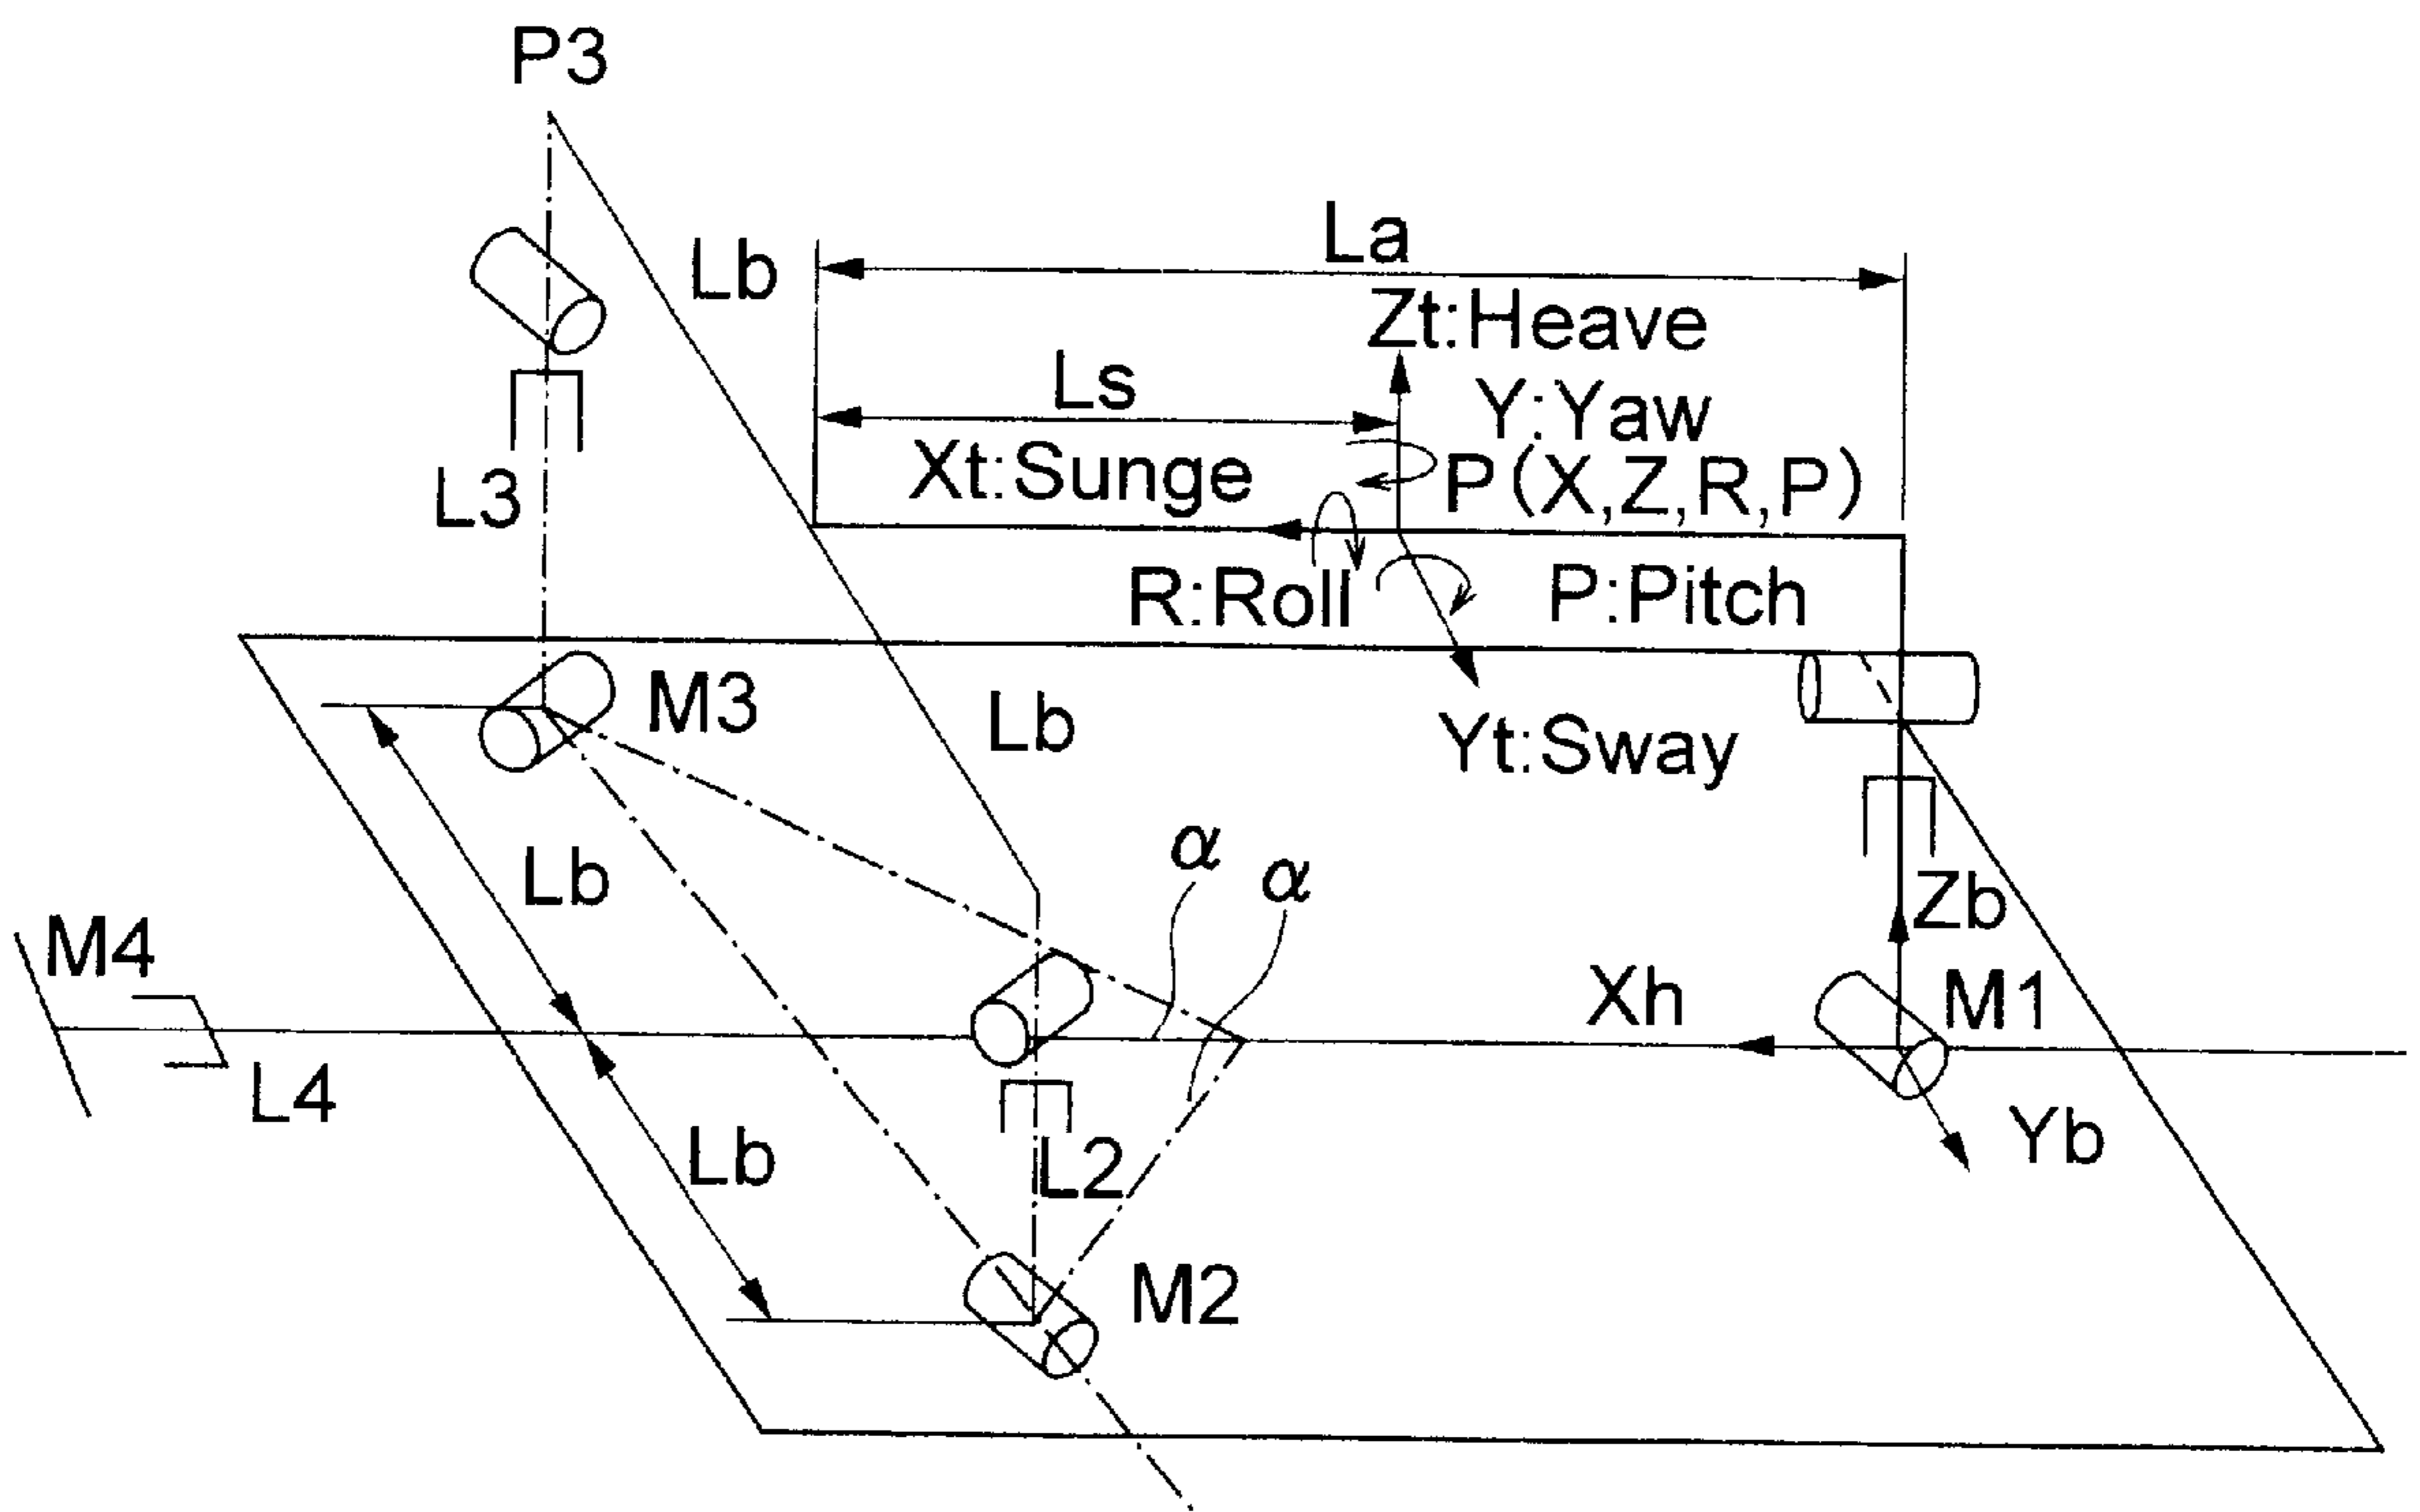 P3
La
Lb
Zt:Heave
Ls
Y:Yaw
Xt:Sunge
P(X,Z,R,P)
L3
R:Roll
P:Pitch
M3
Lb
Yt:Sway
α
α
Lb
Zb
M4
Xh
M1
L4
Lb
L2
Yb
M2